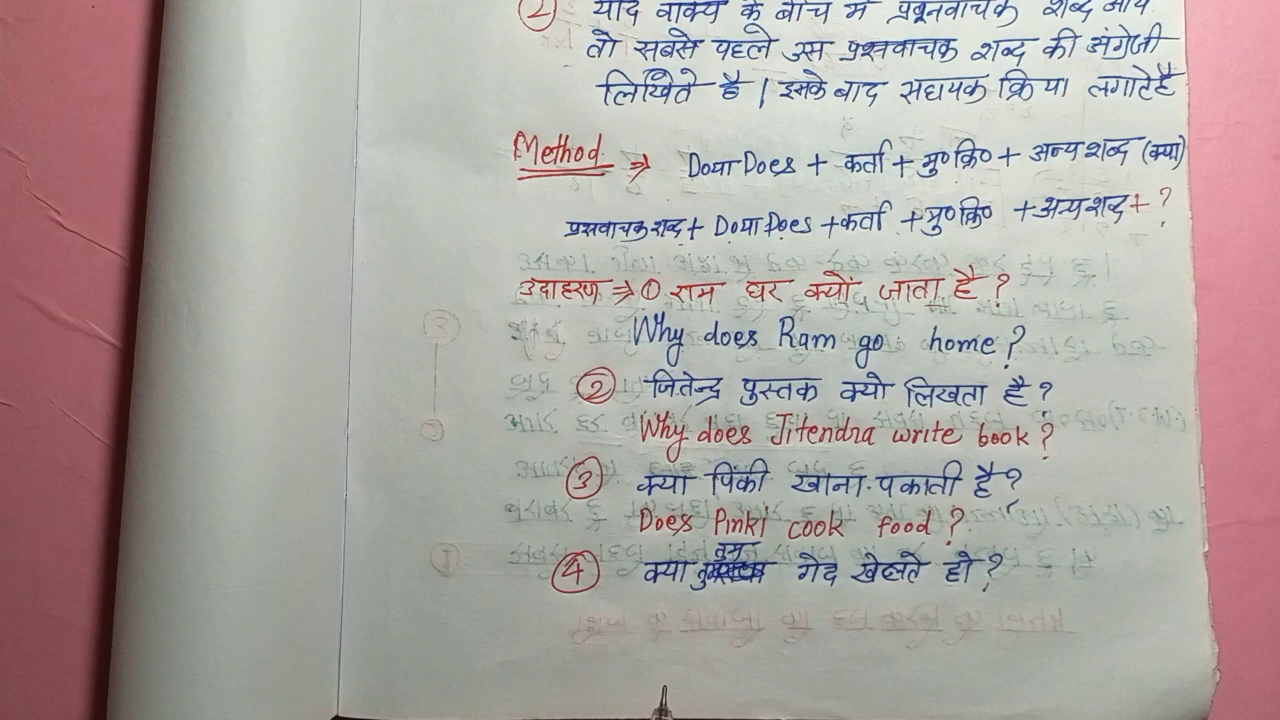 ② यदि वाक्य के बीच में प्रश्नवाचक शब्द आये
तो सबसे पहले उस प्रश्नवाचक शब्द की अंग्रेजी
लिखिते है | इसके बाद सहायक क्रिया लगाते है
Method ⇒ Do या Does + कर्ता + मु०क्रि० + अन्य शब्द (क्या)
प्रश्नवाचक शब्द + Do या Does + कर्ता + मु०क्रि० + अन्य शब्द + ?
उदाहरण ⇒ ① राम घर क्यों जाता है ?
Why does Ram go home ?
② जितेन्द्र पुस्तक क्यो लिखता है ?
Why does Jitendra write book ?
③ क्या पिंकी खाना पकाती है ?
Does Pinki cook food ?
④ क्या तुम गेंद खेलते हो ?